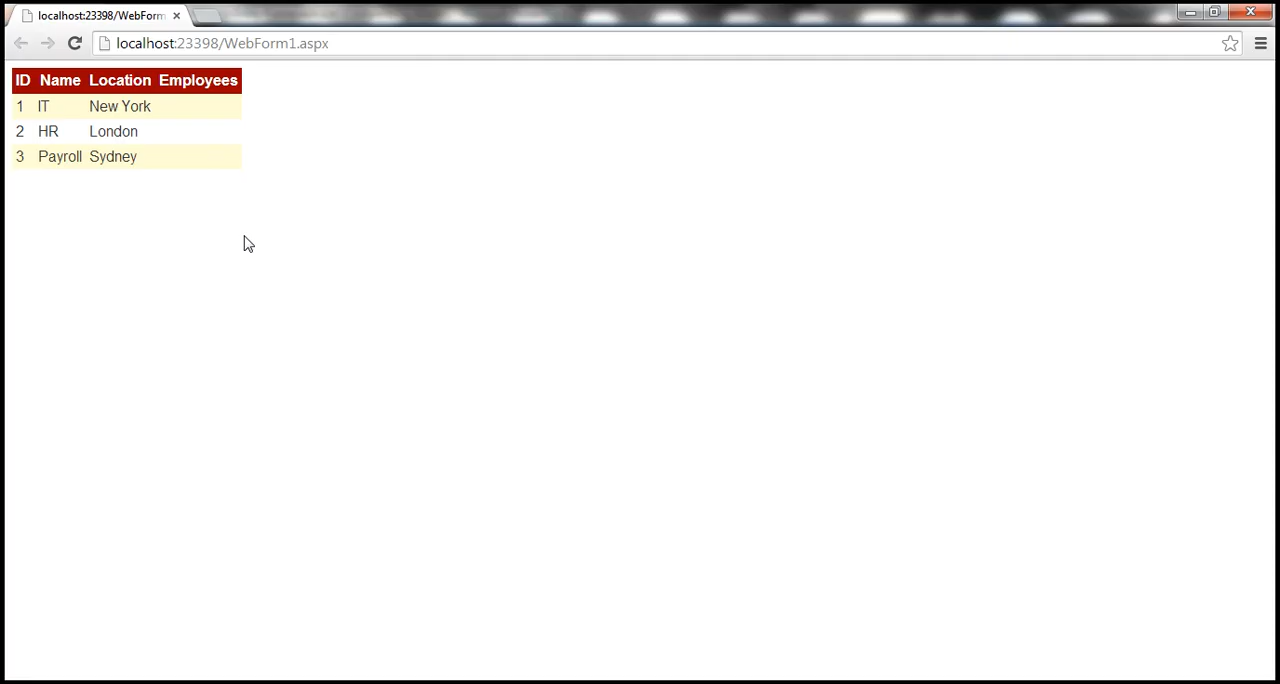 localhost:23398/WebForm
localhost:23398/WebForm1.aspx
ID Name Location Employees
1 IT New York
2 HR London
3 Payroll Sydney